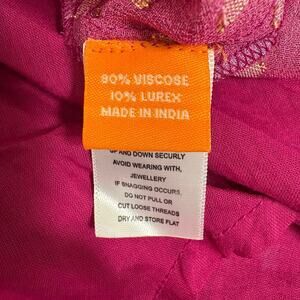 90% VISCOSE
10% LUREX
MADE IN INDIA
UP AND DOWN SECURLY
AVOID WEARING WITH,
JEWELLERY
IF SNAGGING OCCURS,
DO NOT PULL OR
CUT LOOSE THREADS
DRY AND STORE FLAT